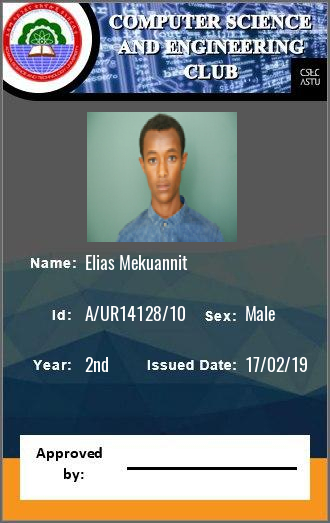 COMPUTER SCIENCE
AND ENGINEERING
CLUB
CSEC
ASTU
Name: Elias Mekuannit
Id: A/UR14128/10 Sex: Male
Year: 2nd Issued Date: 17/02/19
Approved
by: